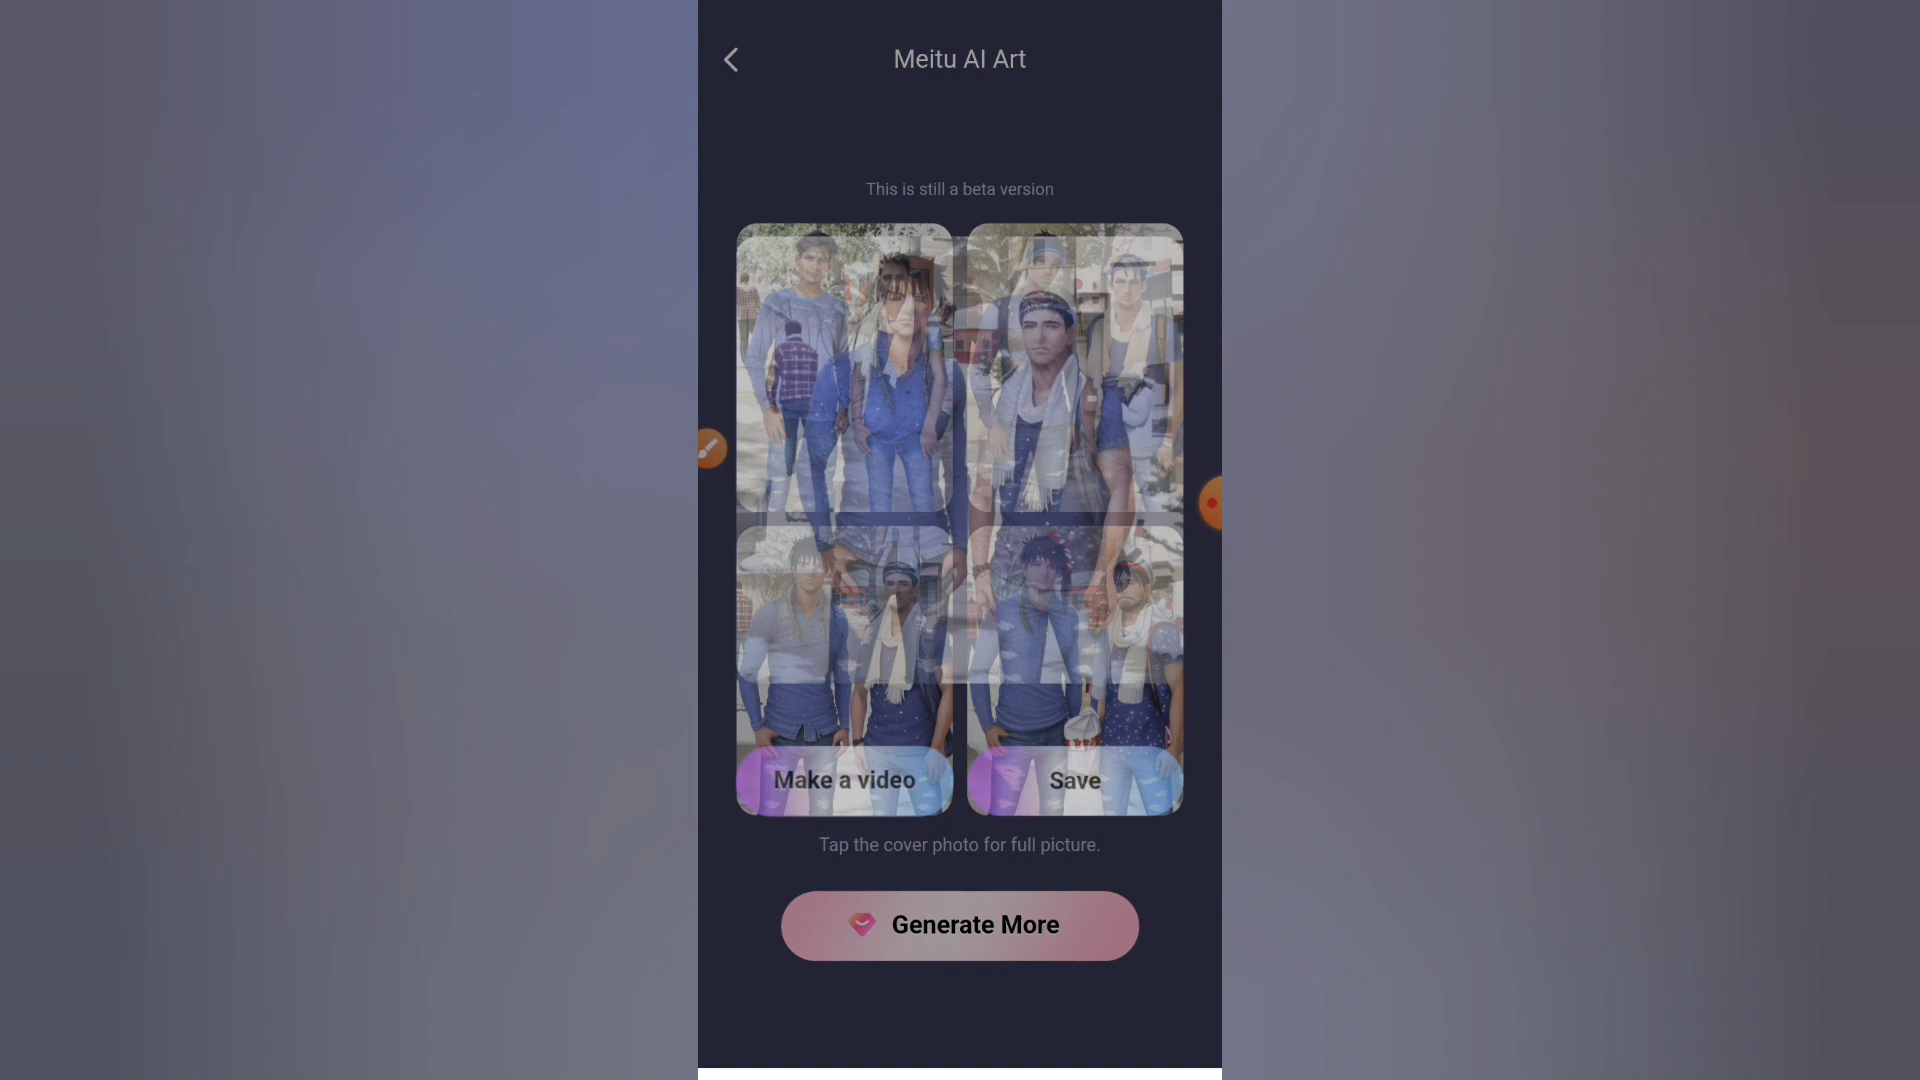 Meitu AI Art
This is still a beta version
Make a video
Save
Tap the cover photo for full picture.
Generate More